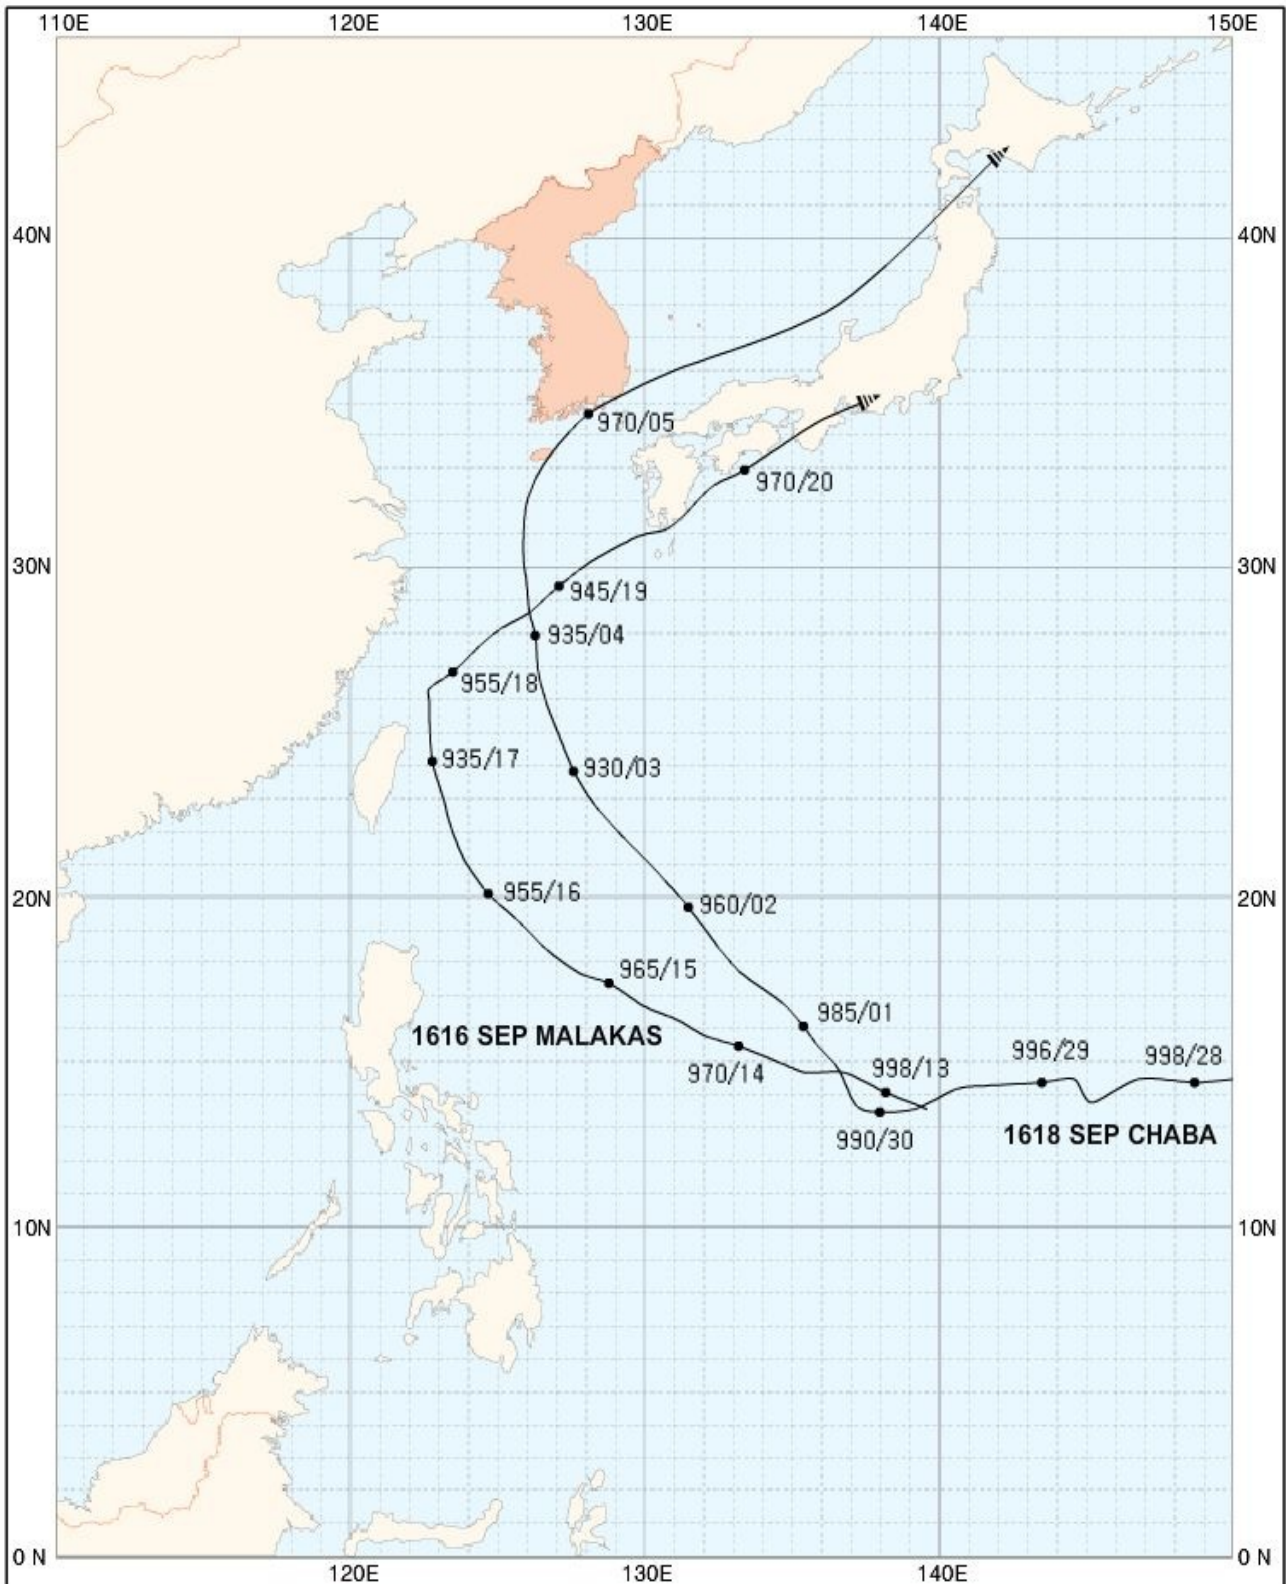 110E 120E 130E 140E 150E
40N 40N
970/05
970/20
30N 30N
945/19
935/04
955/18
935/17
930/03
955/16
20N 20N
960/02
965/15
985/01
1616 SEP MALAKAS
996/29
998/28
970/14
998/13
1618 SEP CHABA
990/30
10N 10N
0 N 0 N
120E 130E 140E